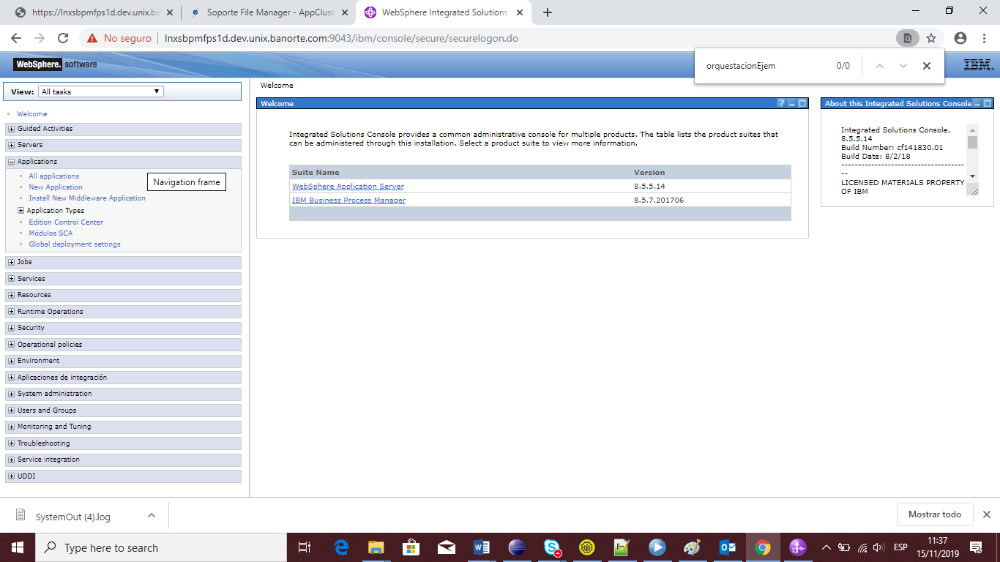 https://lnxsbpmfps1d.dev.unix.ba
Soporte File Manager - AppClust
WebSphere Integrated Solutions
No seguro
lnxsbpmfps1d.dev.unix.banorte.com:9043/ibm/console/secure/securelogon.do
orquestacionEjem 0/0
WebSphere. software
IBM.
View: All tasks
Welcome
Guided Activities
Servers
Applications
All applications
New Application
Install New Middleware Application
Application Types
Edition Control Center
Módulos SCA
Global deployment settings
Navigation frame
Jobs
Services
Resources
Runtime Operations
Security
Operational policies
Environment
Aplicaciones de integración
System administration
Users and Groups
Monitoring and Tuning
Troubleshooting
Service integration
UDDI
Welcome
Welcome
Integrated Solutions Console provides a common administrative console for multiple products. The table lists the product suites that
can be administered through this installation. Select a product suite to view more information.
Suite Name Version
WebSphere Application Server 8.5.5.14
IBM Business Process Manager 8.5.7.201706
About this Integrated Solutions Console
Integrated Solutions Console,
8.5.5.14
Build Number: cf141830.01
Build Date: 8/2/18
----------------------------------
--
LICENSED MATERIALS PROPERTY
OF IBM
SystemOut (4).log
Mostrar todo
Type here to search
ESP
11:37
15/11/2019